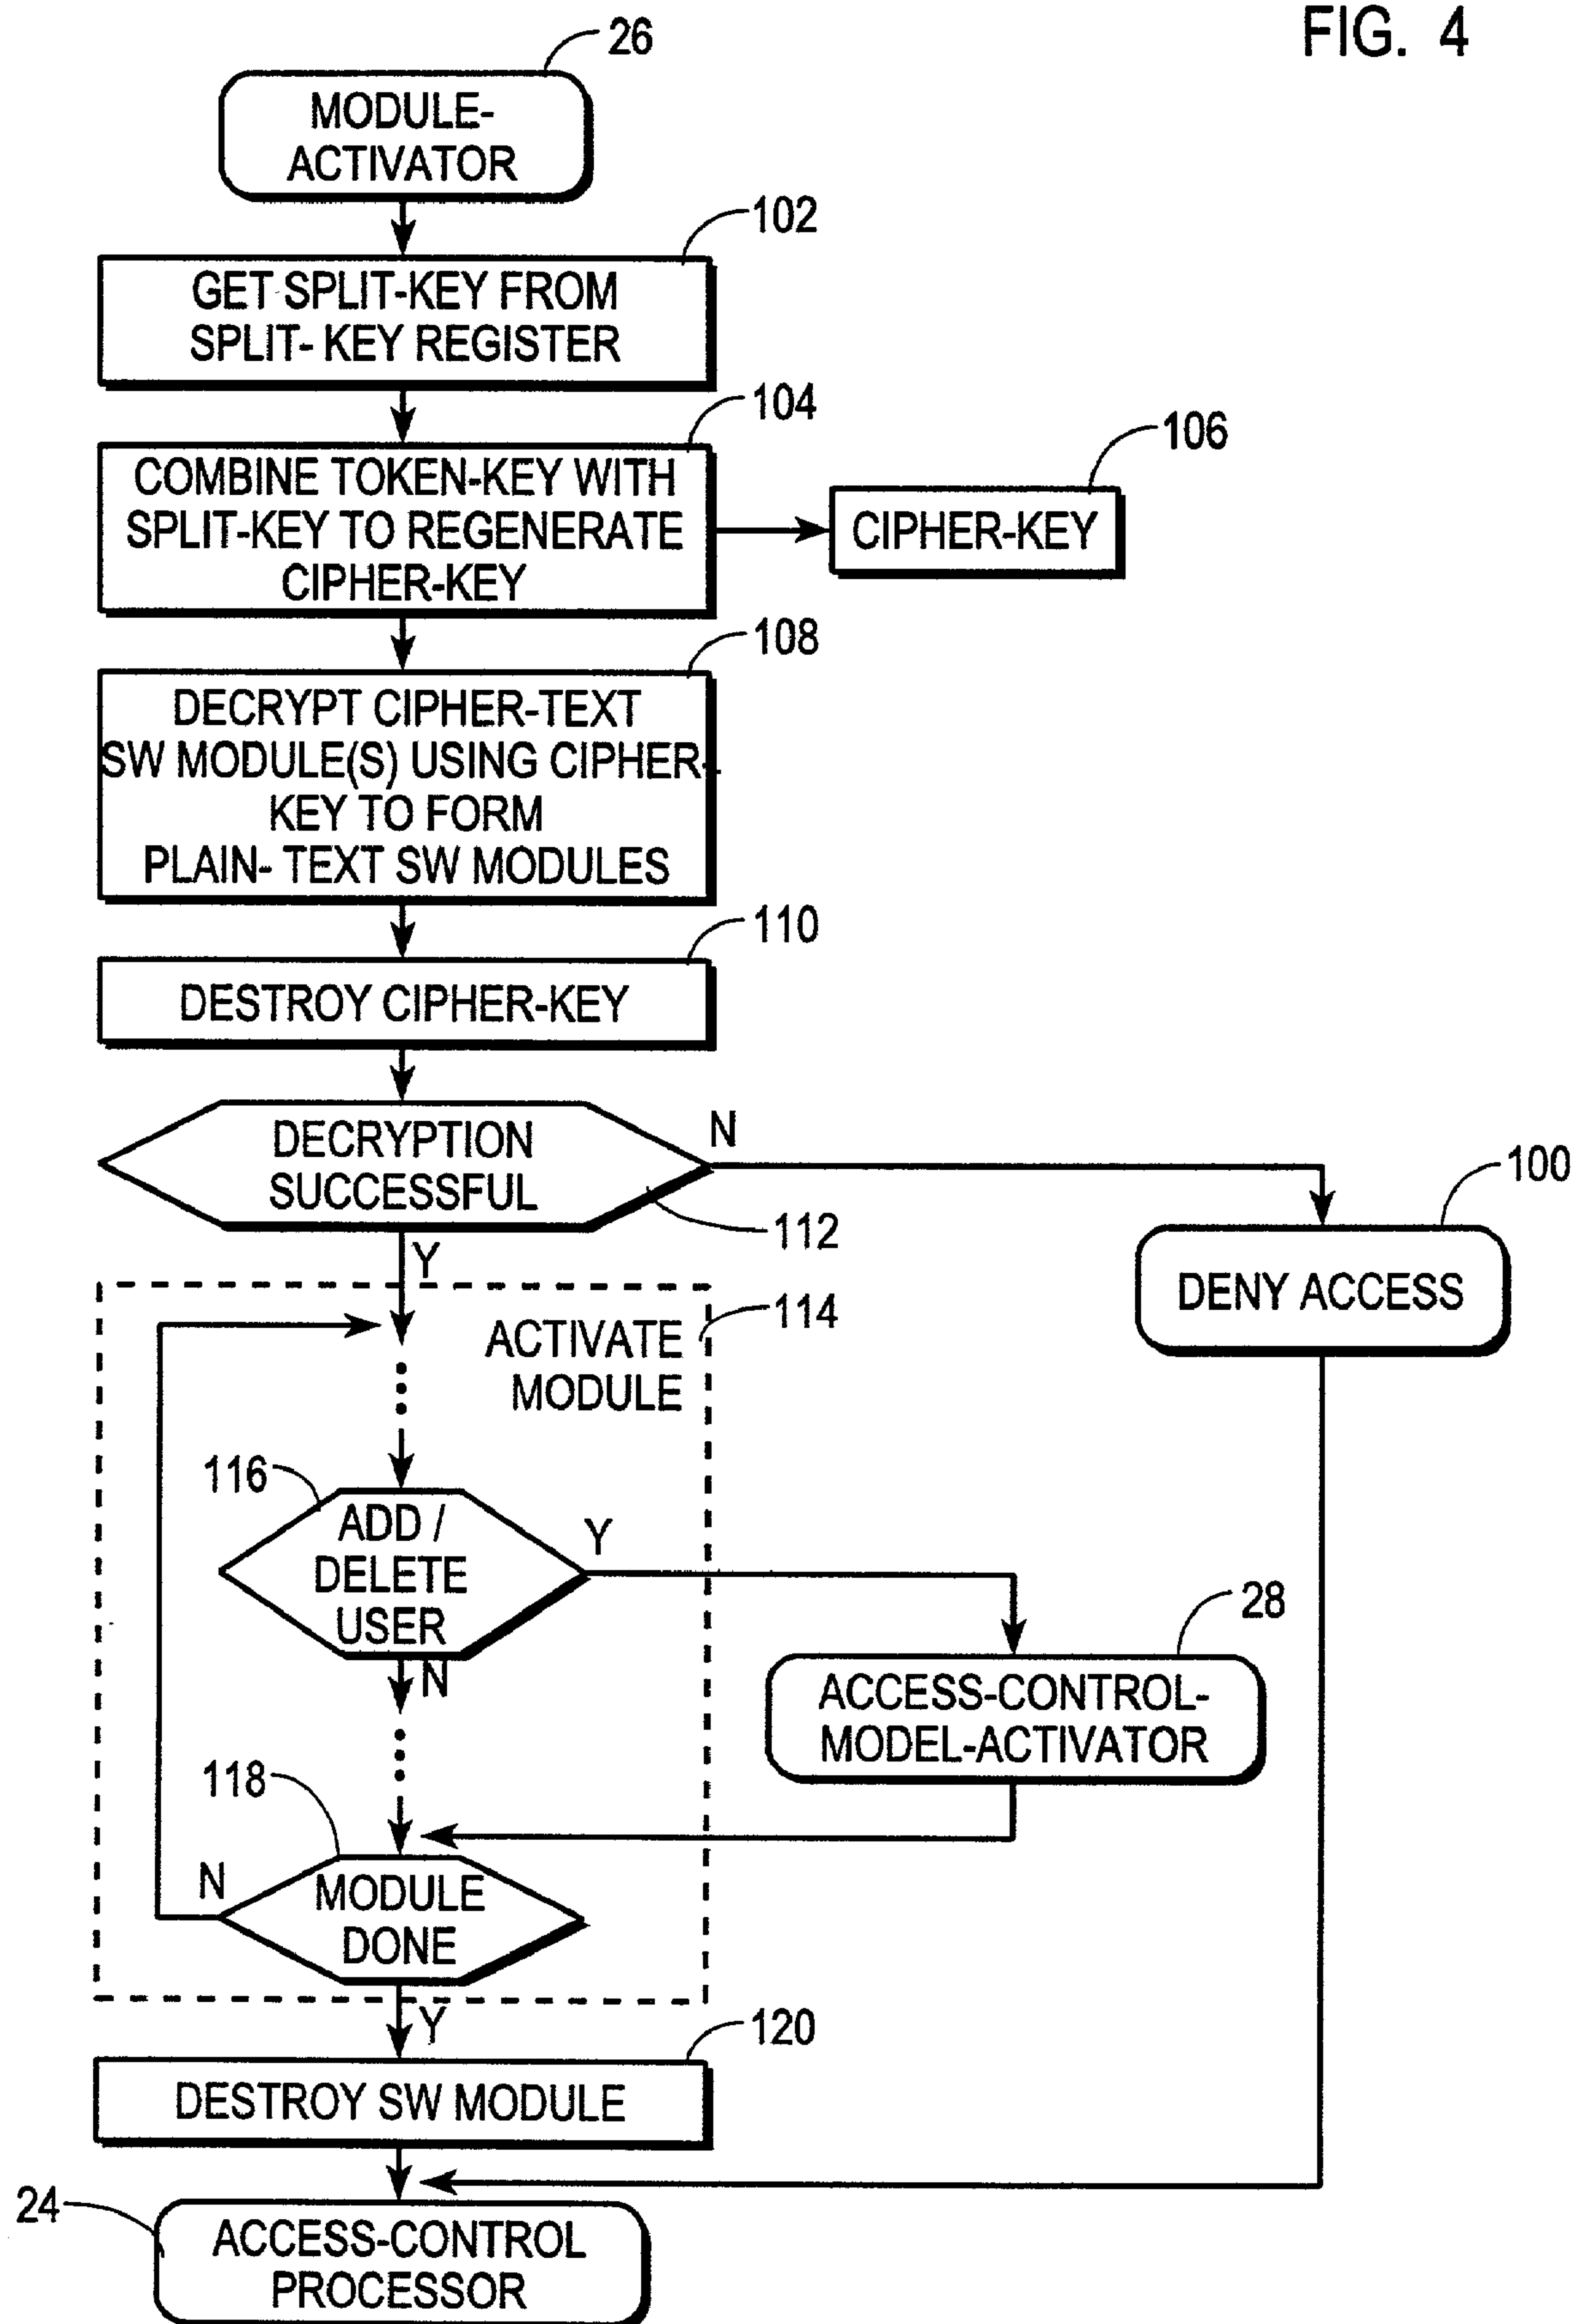 FIG. 4
26
MODULE-
ACTIVATOR
102
GET SPLIT-KEY FROM
SPLIT- KEY REGISTER
104
COMBINE TOKEN-KEY WITH
SPLIT-KEY TO REGENERATE
CIPHER-KEY
106
CIPHER-KEY
108
DECRYPT CIPHER-TEXT
SW MODULE(S) USING CIPHER-
KEY TO FORM
PLAIN- TEXT SW MODULES
110
DESTROY CIPHER-KEY
DECRYPTION
SUCCESSFUL
N
112
Y
100
DENY ACCESS
114
ACTIVATE
MODULE
116
ADD /
DELETE
USER
Y
N
28
ACCESS-CONTROL-
MODEL-ACTIVATOR
118
N
MODULE
DONE
Y
120
DESTROY SW MODULE
24
ACCESS-CONTROL
PROCESSOR